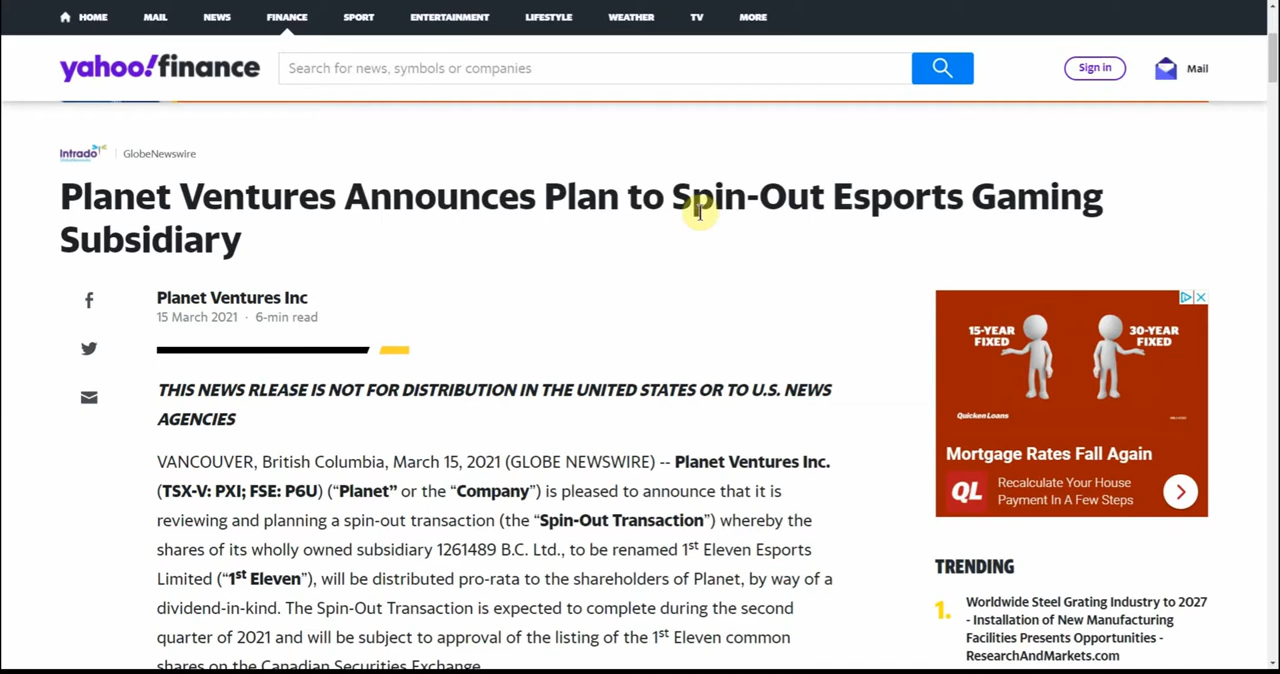 HOME MAIL NEWS FINANCE SPORT ENTERTAINMENT LIFESTYLE WEATHER TV MORE
yahoo!finance Search for news, symbols or companies Sign in Mail
Intrado GlobeNewswire
Planet Ventures Announces Plan to Spin-Out Esports Gaming
Subsidiary
Planet Ventures Inc
15 March 2021 · 6-min read
THIS NEWS RLEASE IS NOT FOR DISTRIBUTION IN THE UNITED STATES OR TO U.S. NEWS
AGENCIES
VANCOUVER, British Columbia, March 15, 2021 (GLOBE NEWSWIRE) -- Planet Ventures Inc.
(TSX-V: PXI; FSE: P6U) (“Planet” or the “Company”) is pleased to announce that it is
reviewing and planning a spin-out transaction (the “Spin-Out Transaction”) whereby the
shares of its wholly owned subsidiary 1261489 B.C. Ltd., to be renamed 1st Eleven Esports
Limited (“1st Eleven”), will be distributed pro-rata to the shareholders of Planet, by way of a
dividend-in-kind. The Spin-Out Transaction is expected to complete during the second
quarter of 2021 and will be subject to approval of the listing of the 1st Eleven common
shares on the Canadian Securities Exchange.
15-YEAR
FIXED
30-YEAR
FIXED
Quicken Loans
Mortgage Rates Fall Again
QL
Recalculate Your House
Payment In A Few Steps
TRENDING
1. Worldwide Steel Grating Industry to 2027
- Installation of New Manufacturing
Facilities Presents Opportunities -
ResearchAndMarkets.com